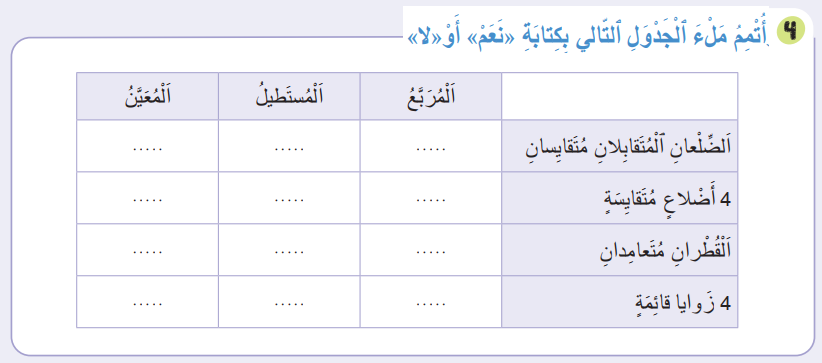 4 أُتْمِمُ مَلْءَ ٱلْجَدْوَلِ ٱلتّالي بِكِتابَةِ «نَعَمْ» أَوْ«لا»
اَلْمُرَبَّعُ اَلْمُستَطيلُ اَلْمُعَيَّنُ
اَلضِّلْعانِ ٱلْمُتَقابِلانِ مُتَقايِسانِ ..... ..... .....
4 أَضْلاعٍ مُتَقايِسَةٍ ..... ..... .....
اَلْقُطْرانِ مُتَعامِدانِ ..... ..... .....
4 زَوايا قائِمَةٍ ..... ..... .....